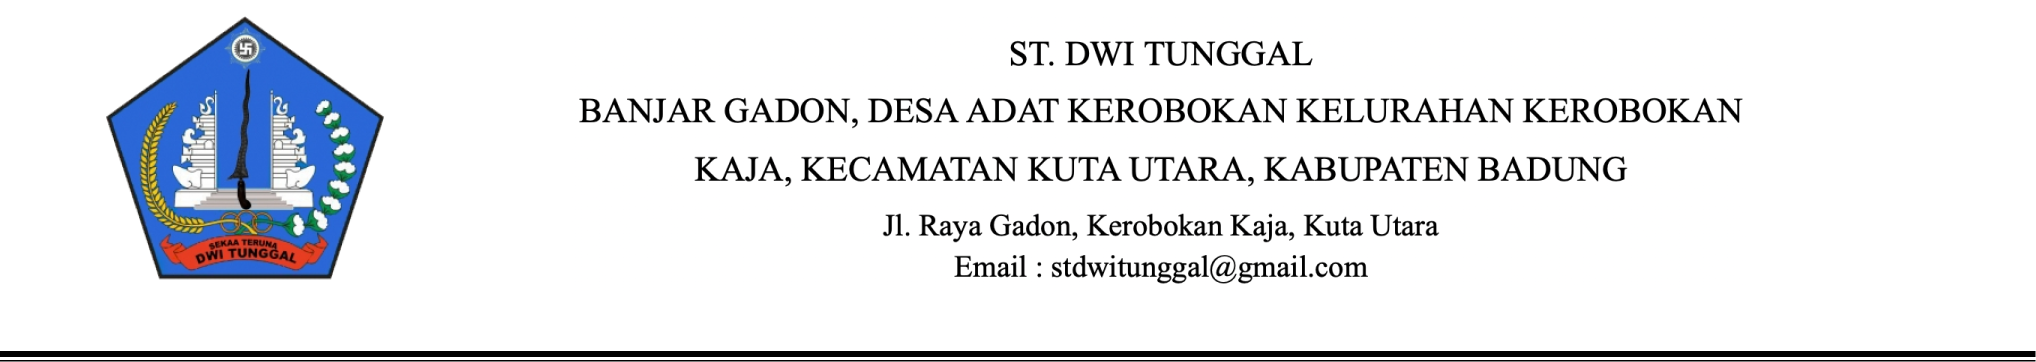 ST. DWI TUNGGAL
BANJAR GADON, DESA ADAT KEROBOKAN KELURAHAN KEROBOKAN
KAJA, KECAMATAN KUTA UTARA, KABUPATEN BADUNG
Jl. Raya Gadon, Kerobokan Kaja, Kuta Utara
Email : stdwitunggal@gmail.com
SEKAA TERUNA
DWI TUNGGAL